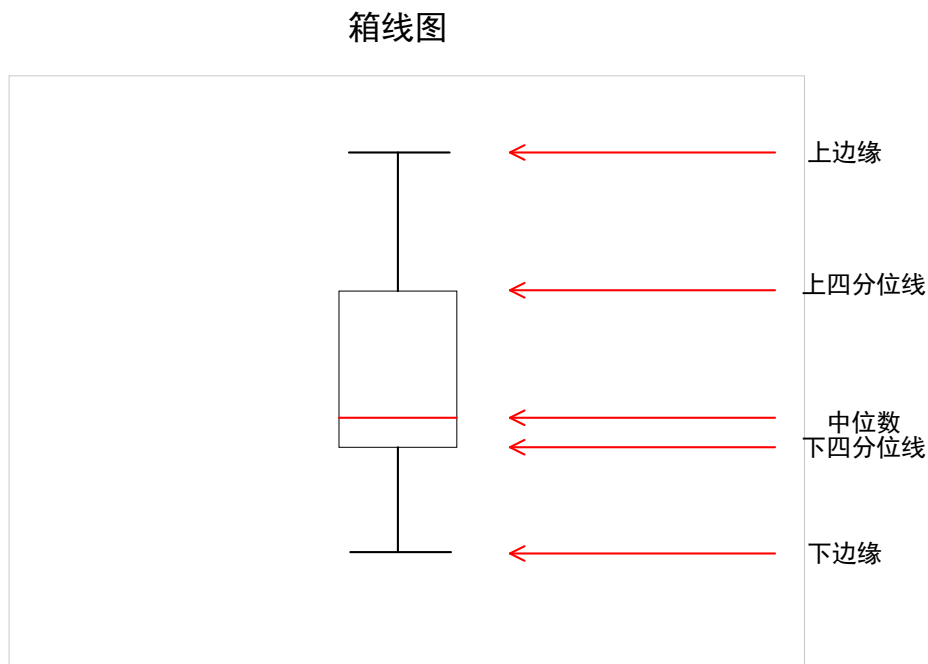 箱线图
上边缘
上四分位线
中位数
下四分位线
下边缘